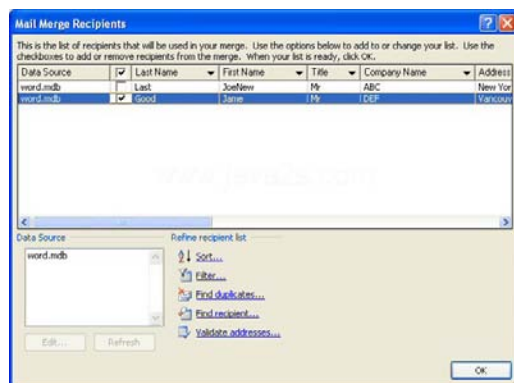 Mail Merge Recipients
This is the list of recipients that will be used in your merge. Use the options below to add to or change your list. Use the
checkboxes to add or remove recipients from the merge. When your list is ready, click OK.
Data Source Last Name First Name Title Company Name Address
word.mdb Last JoeNew Mr ABC New Yor
word.mdb Good Jame Mr DEF Vancouv
www.java2s.com
Data Source
word.mdb
Edit...
Refresh
Refine recipient list
Sort...
Filter...
Find duplicates...
Find recipient...
Validate addresses...
OK